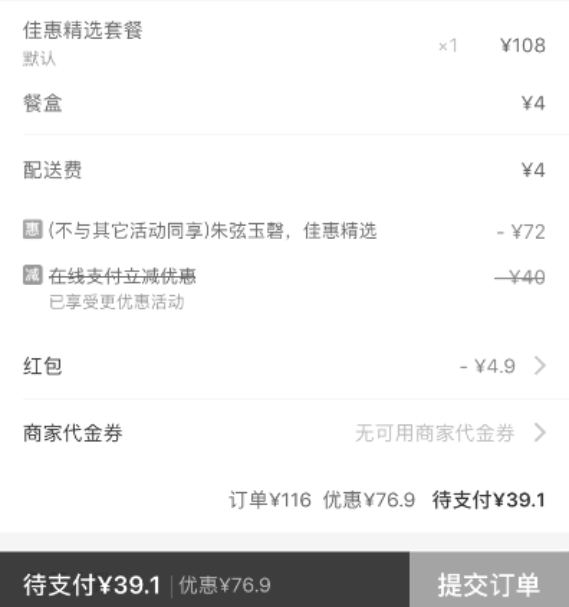 佳惠精选套餐 ×1 ¥108
默认
餐盒 ¥4
配送费 ¥4
惠 (不与其它活动同享)朱弦玉磬，佳惠精选 - ¥72
减 在线支付立减优惠 -¥40
已享受更优惠活动
红包 - ¥4.9
商家代金券 无可用商家代金券
订单¥116 优惠¥76.9 待支付¥39.1
待支付¥39.1 优惠¥76.9 提交订单